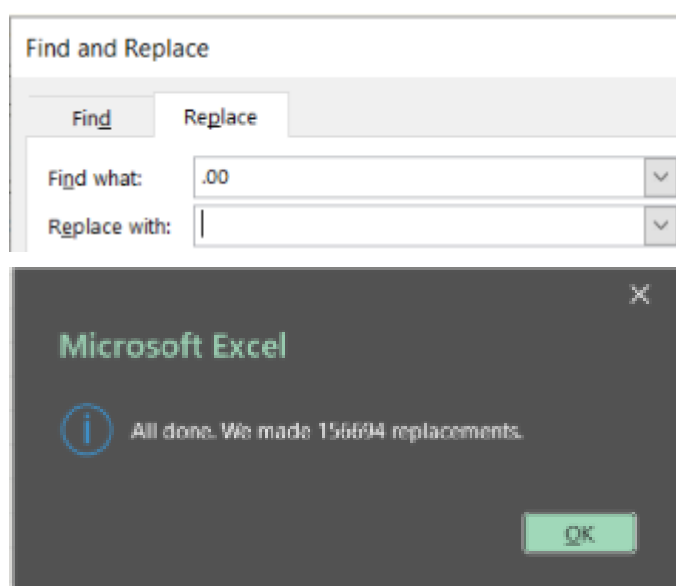 Find and Replace
Find
Replace
Find what:
.00
Replace with:
Microsoft Excel
All done. We made 156694 replacements.
OK